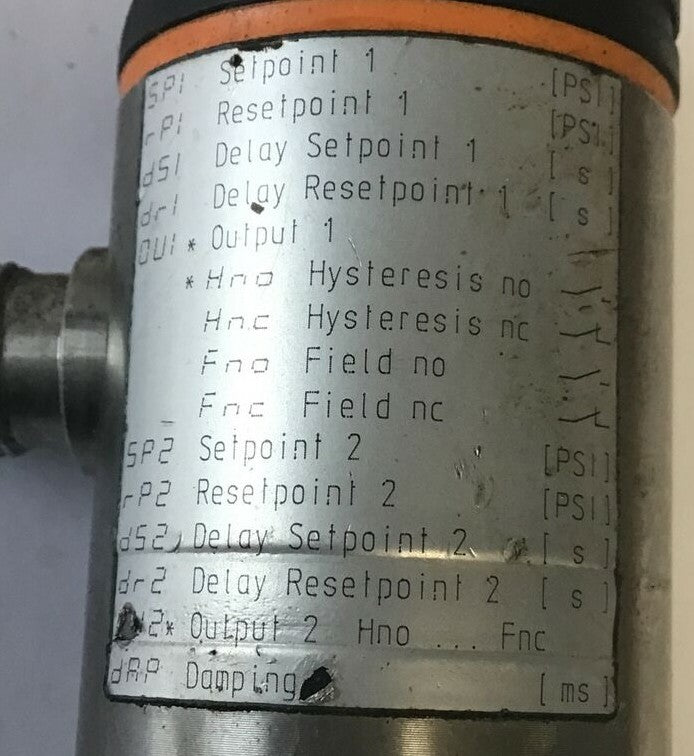 SP1 Setpoint 1 [PSI]
rP1 Resetpoint 1 [PSI]
dS1 Delay Setpoint 1 [ s ]
dr1 Delay Resetpoint 1 [ s ]
OU1 * Output 1
* Hno Hysteresis no
Hnc Hysteresis nc
Fno Field no
Fnc Field nc
SP2 Setpoint 2 [PSI]
rP2 Resetpoint 2 [PSI]
dS2 Delay Setpoint 2 [ s ]
dr2 Delay Resetpoint 2 [ s ]
* Output 2 Hno ... Fnc
dAP Damping [ ms ]